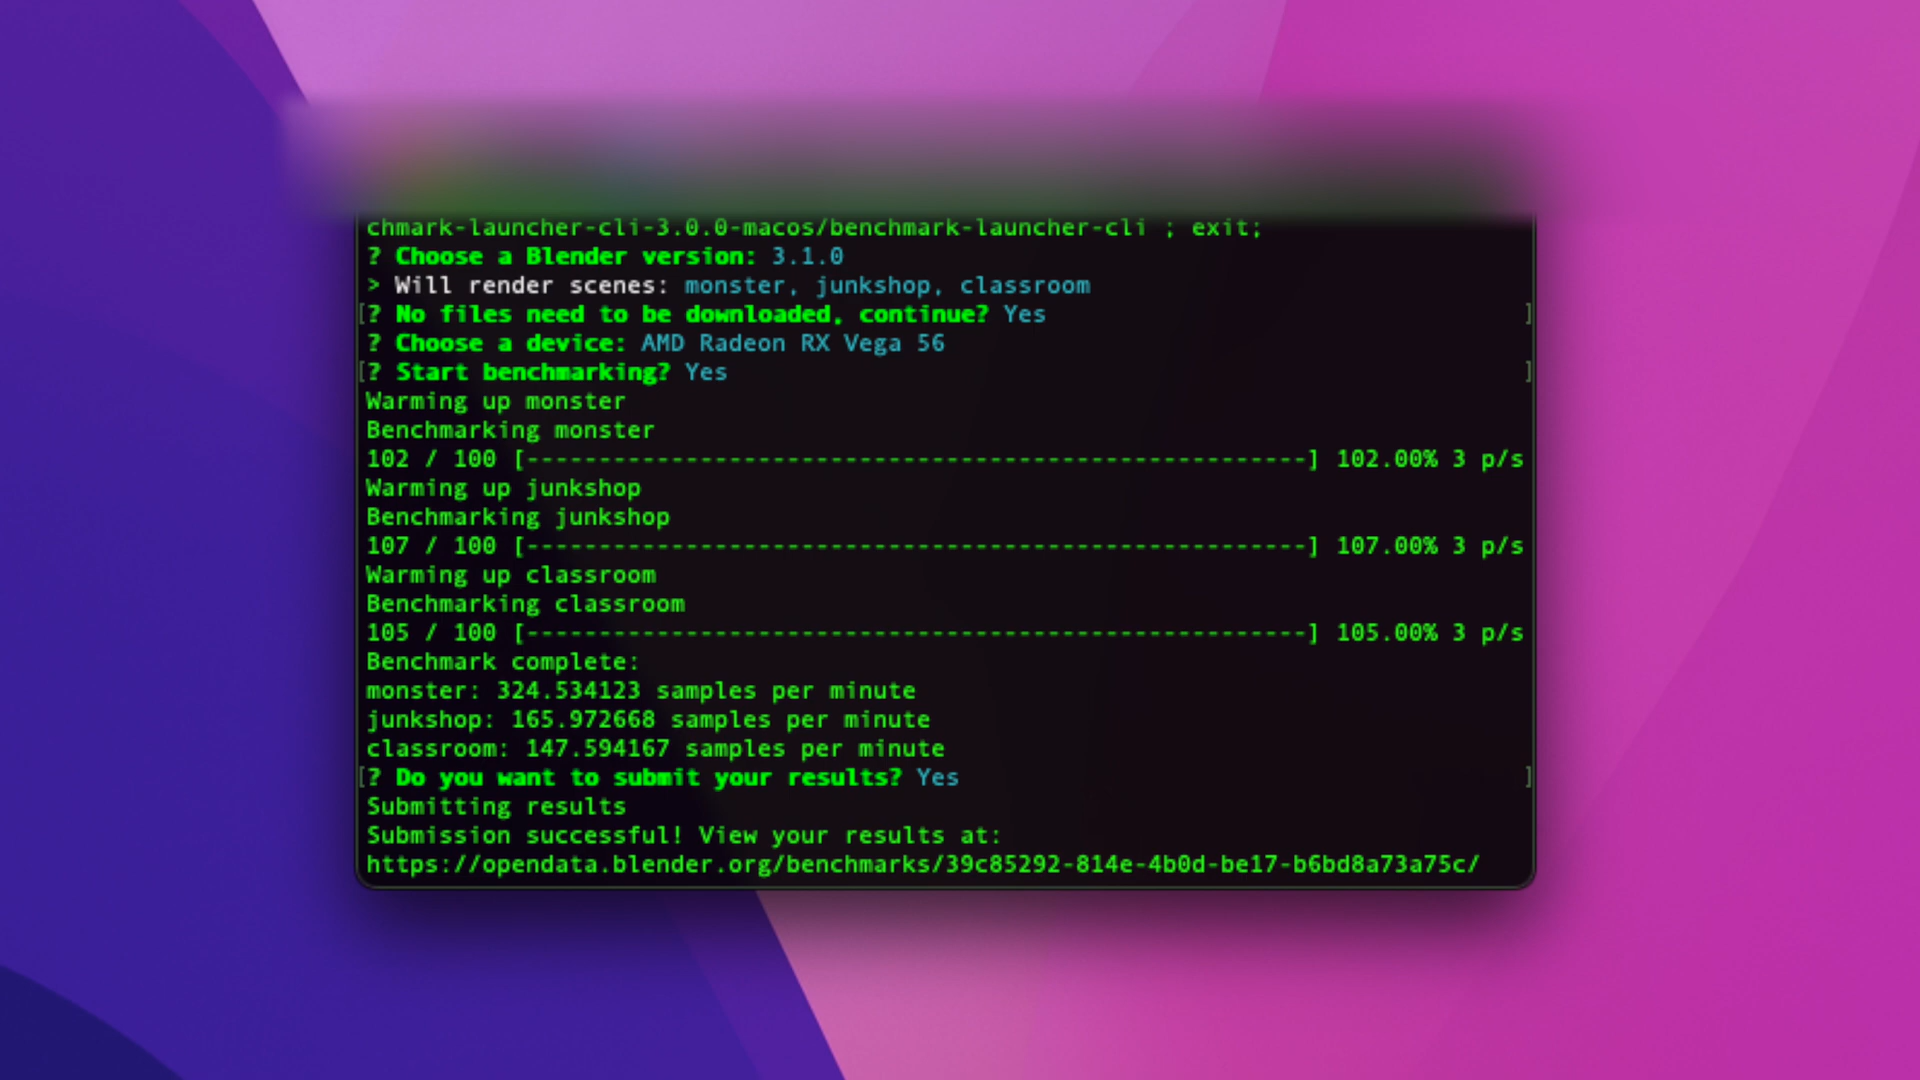 chmark-launcher-cli-3.0.0-macos/benchmark-launcher-cli ; exit;
? Choose a Blender version: 3.1.0
> Will render scenes: monster, junkshop, classroom
[? No files need to be downloaded, continue? Yes ]
? Choose a device: AMD Radeon RX Vega 56
[? Start benchmarking? Yes ]
Warming up monster
Benchmarking monster
102 / 100 [------------------------------------------------------] 102.00% 3 p/s
Warming up junkshop
Benchmarking junkshop
107 / 100 [------------------------------------------------------] 107.00% 3 p/s
Warming up classroom
Benchmarking classroom
105 / 100 [------------------------------------------------------] 105.00% 3 p/s
Benchmark complete:
monster: 324.534123 samples per minute
junkshop: 165.972668 samples per minute
classroom: 147.594167 samples per minute
[? Do you want to submit your results? Yes ]
Submitting results
Submission successful! View your results at:
https://opendata.blender.org/benchmarks/39c85292-814e-4b0d-be17-b6bd8a73a75c/